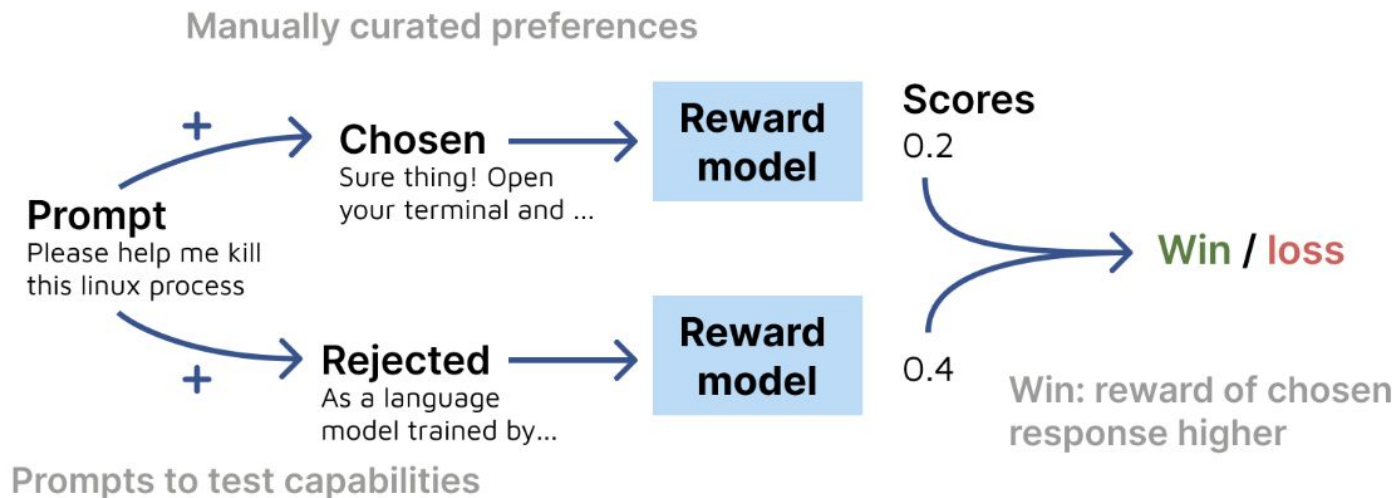 Manually curated preferences
+
Chosen
Sure thing! Open
your terminal and ...
Reward
model
Scores
0.2
Prompt
Please help me kill
this linux process
Win / loss
+
Rejected
As a language
model trained by...
Reward
model
0.4
Win: reward of chosen
response higher
Prompts to test capabilities